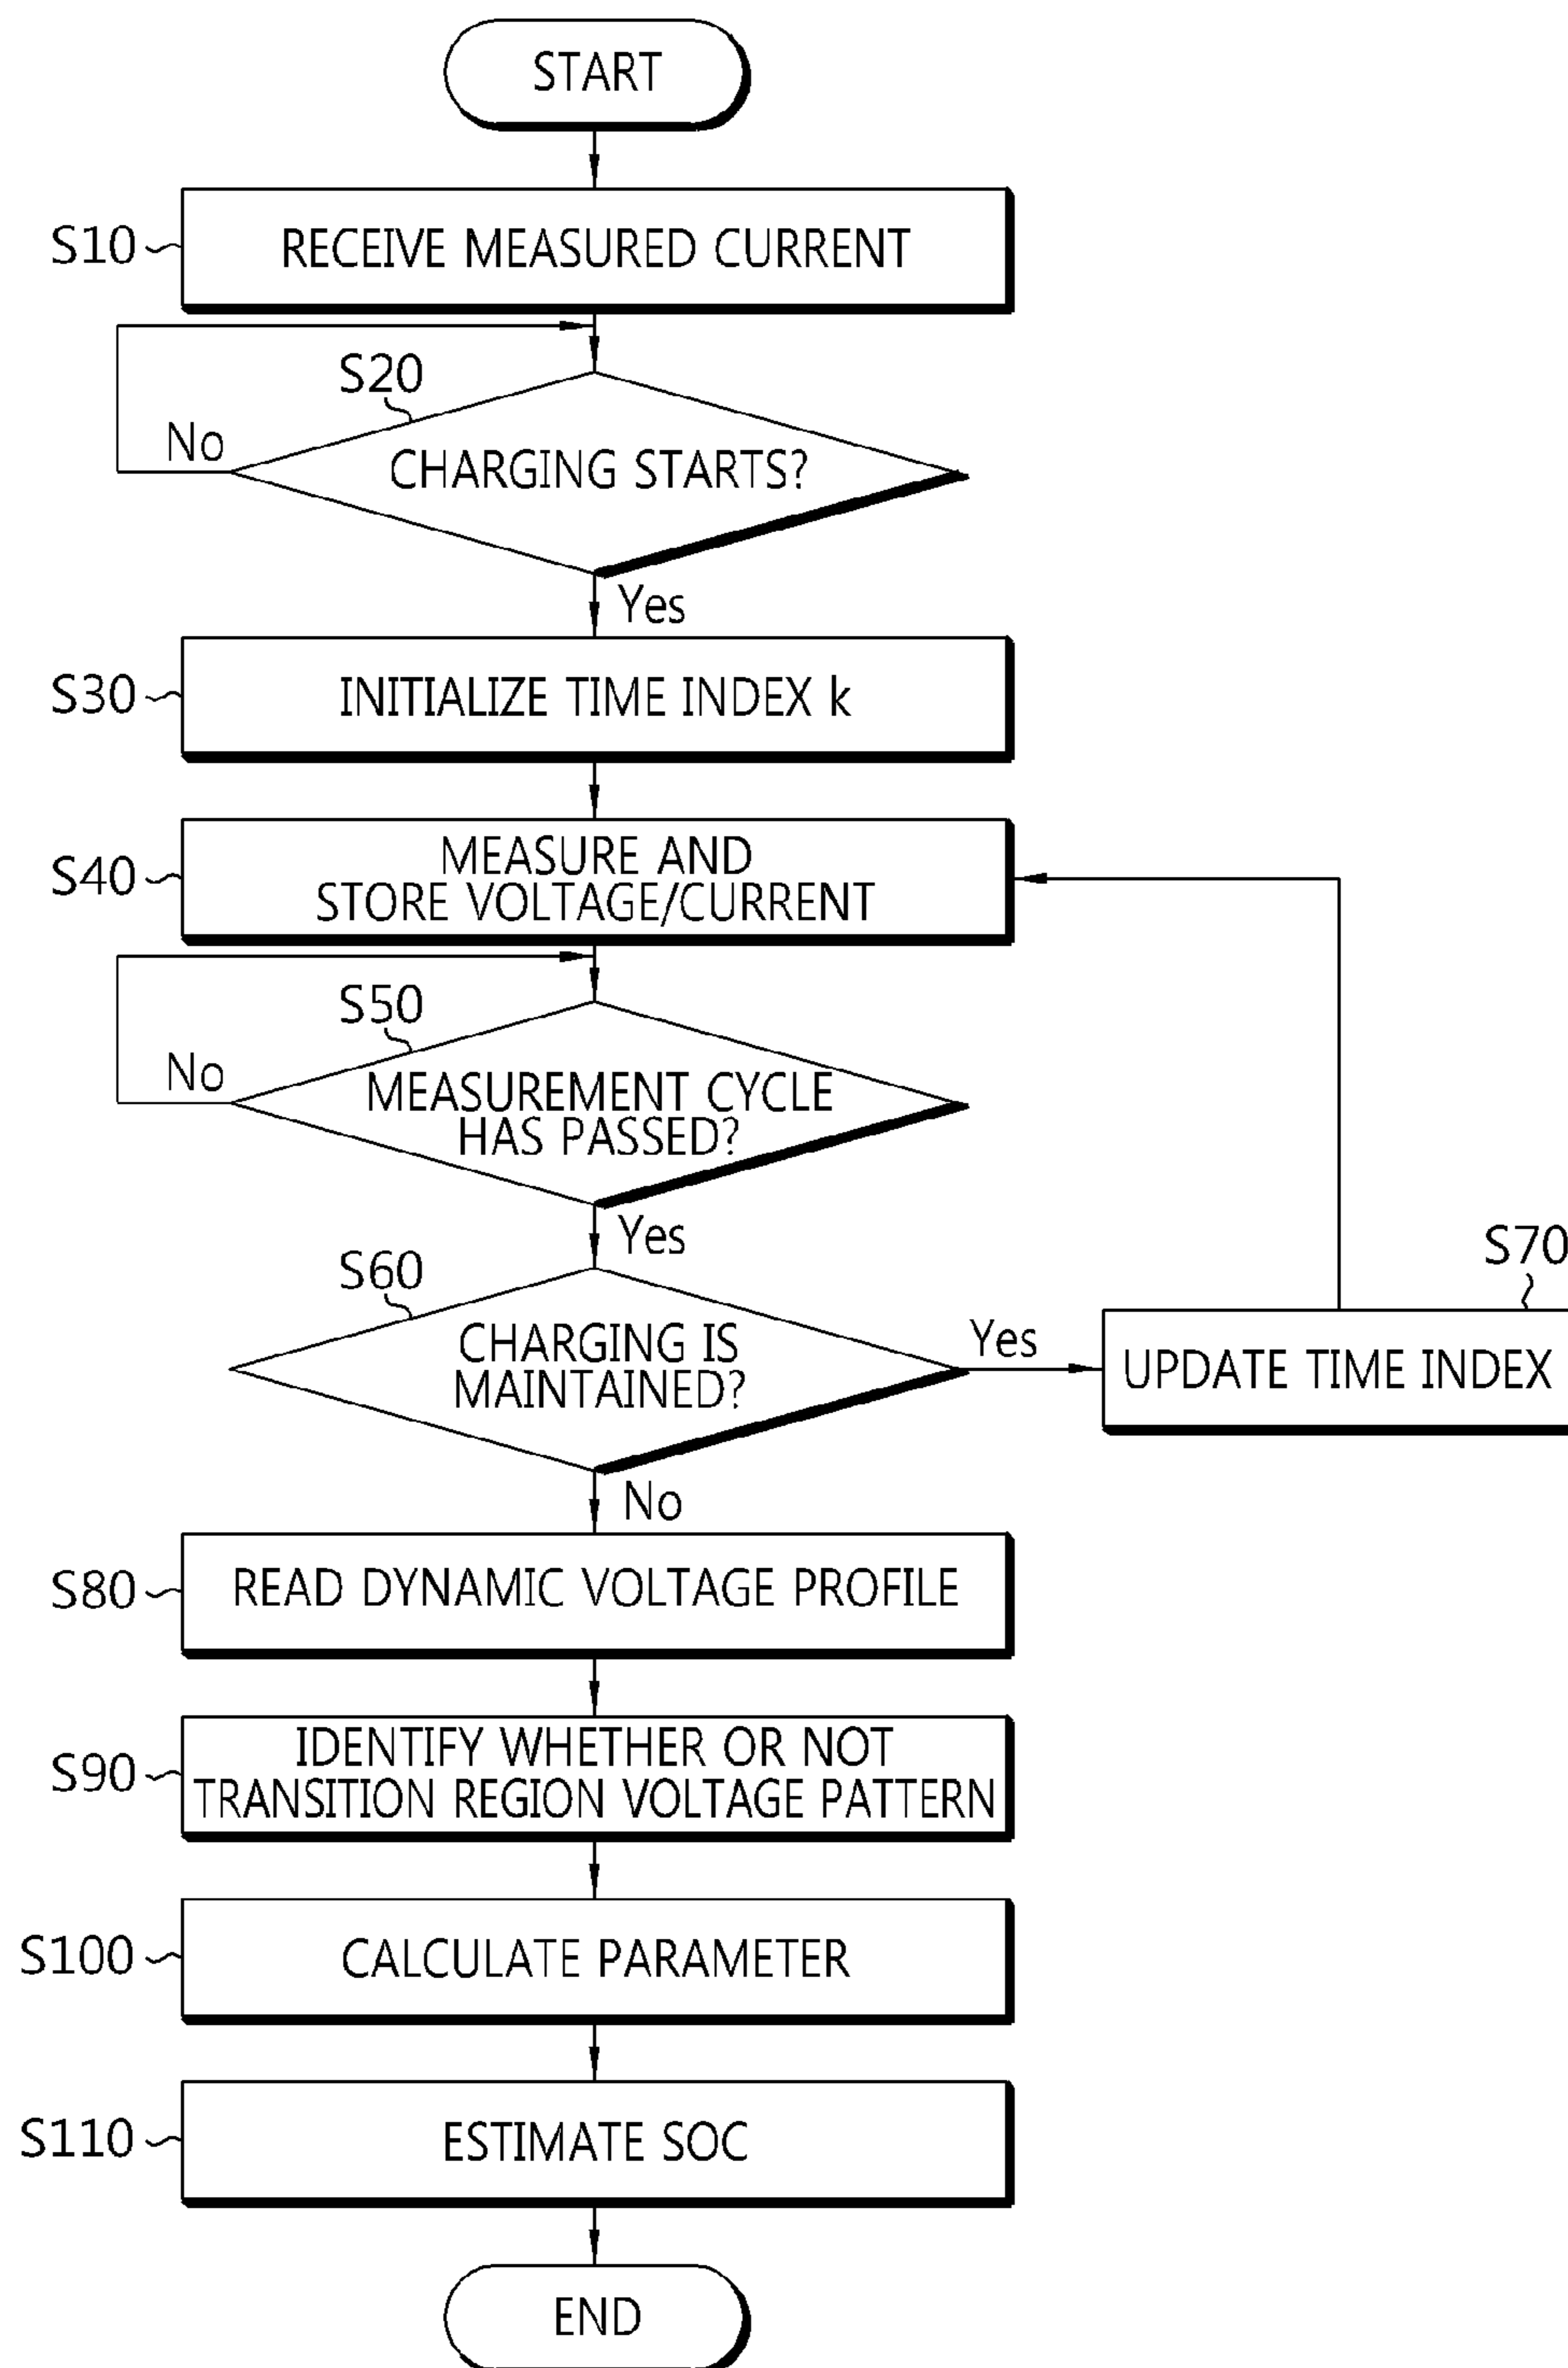 START
S10
RECEIVE MEASURED CURRENT
S20
No
CHARGING STARTS?
Yes
S30
INITIALIZE TIME INDEX k
S40
MEASURE AND
STORE VOLTAGE/CURRENT
S50
No
MEASUREMENT CYCLE
HAS PASSED?
Yes
S60
CHARGING IS
MAINTAINED?
Yes
S70
UPDATE TIME INDEX
No
S80
READ DYNAMIC VOLTAGE PROFILE
S90
IDENTIFY WHETHER OR NOT
TRANSITION REGION VOLTAGE PATTERN
S100
CALCULATE PARAMETER
S110
ESTIMATE SOC
END